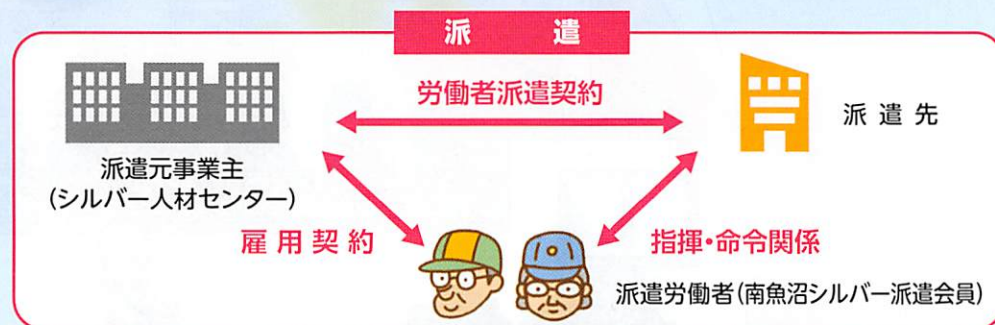 派遣
労働者派遣契約
派遣先
派遣元事業主
(シルバー人材センター)
雇用契約
指揮・命令関係
派遣労働者(南魚沼シルバー派遣会員)